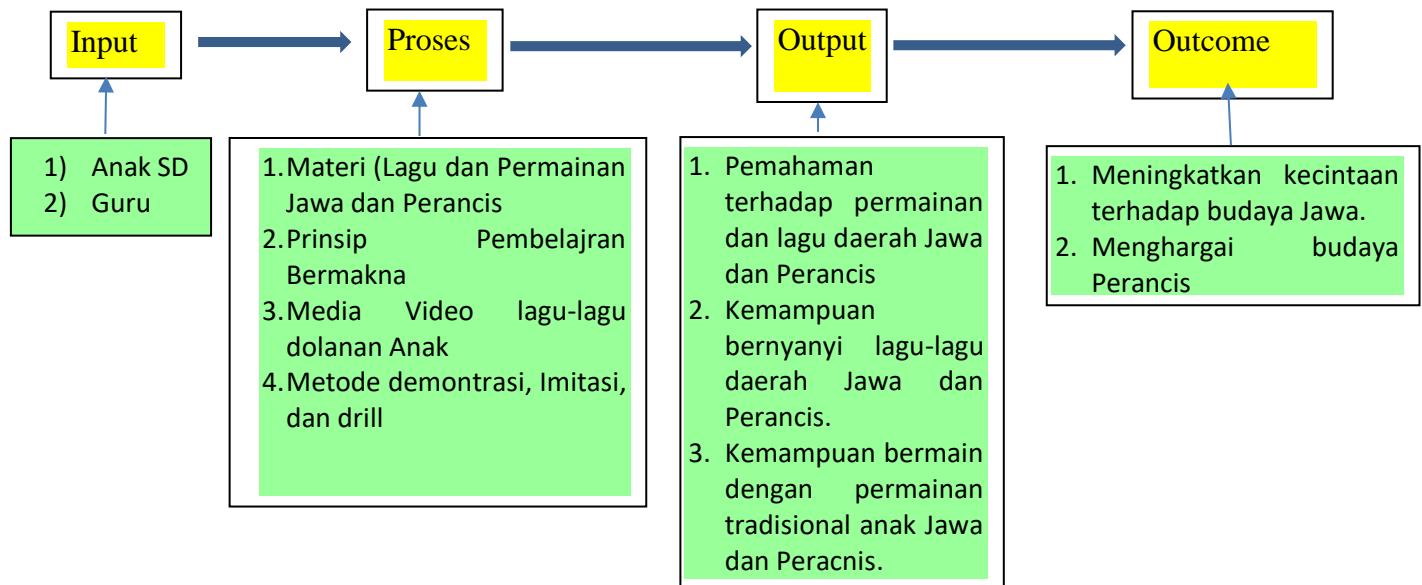 Input
Proses
Output
Outcome
1) Anak SD
2) Guru
1. Materi (Lagu dan Permainan
Jawa dan Perancis
2. Prinsip Pembelajran
Bermakna
3. Media Video lagu-lagu
dolanan Anak
4. Metode demontrasi, Imitasi,
dan drill
1. Pemahaman
terhadap permainan
dan lagu daerah Jawa
dan Perancis
2. Kemampuan
bernyanyi lagu-lagu
daerah Jawa dan
Perancis.
3. Kemampuan bermain
dengan permainan
tradisional anak Jawa
dan Peracnis.
1. Meningkatkan kecintaan
terhadap budaya Jawa.
2. Menghargai budaya
Perancis